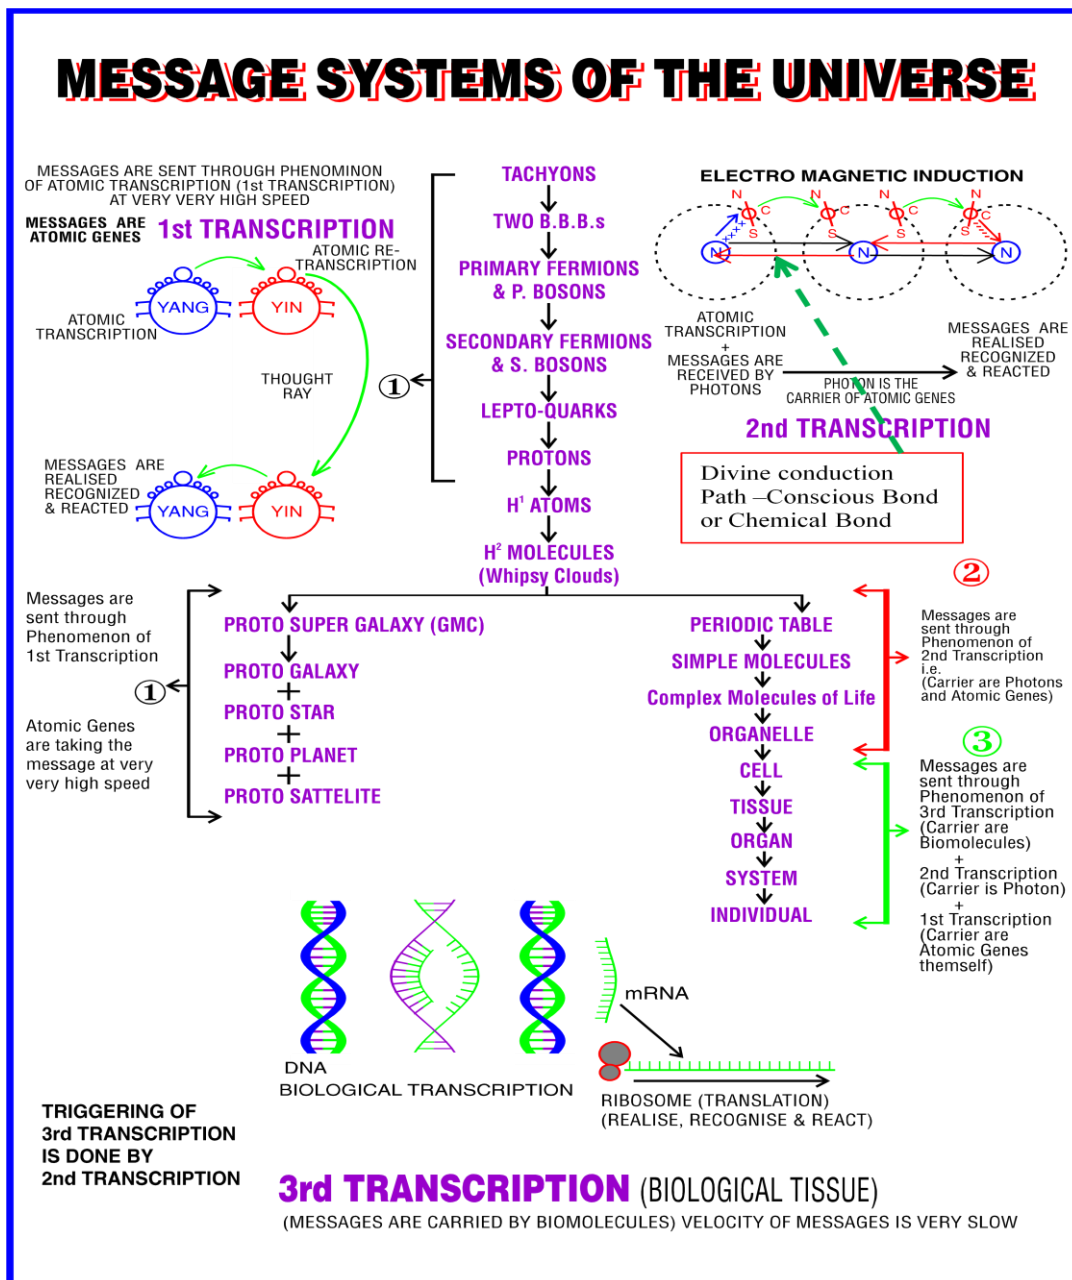 MESSAGE SYSTEMS OF THE UNIVERSE
MESSAGES ARE SENT THROUGH PHENOMINON
OF ATOMIC TRANSCRIPTION (1st TRANSCRIPTION)
AT VERY VERY HIGH SPEED
MESSAGES ARE
ATOMIC GENES
1st TRANSCRIPTION
ATOMIC RE-
TRANSCRIPTION
YANG
YIN
ATOMIC
TRANSCRIPTION
THOUGHT
RAY
MESSAGES ARE
REALISED
RECOGNIZED
& REACTED
YANG
YIN
TACHYONS
TWO B.B.B.s
PRIMARY FERMIONS
& P. BOSONS
SECONDARY FERMIONS
& S. BOSONS
1
LEPTO-QUARKS
PROTONS
H¹ ATOMS
H² MOLECULES
(Whipsy Clouds)
ELECTRO MAGNETIC INDUCTION
N
C
S
N
C
S
N
C
S
N
C
S
++++
N
N
N
ATOMIC
TRANSCRIPTION
+
MESSAGES ARE
RECEIVED BY
PHOTONS
PHOTON IS THE
CARRIER OF ATOMIC GENES
MESSAGES ARE
REALISED
RECOGNIZED
& REACTED
2nd TRANSCRIPTION
Divine conduction
Path –Conscious Bond
or Chemical Bond
Messages are
sent through
Phenomenon of
1st Transcription
1
Atomic Genes
are taking the
message at very
very high speed
PROTO SUPER GALAXY (GMC)
PROTO GALAXY
+
PROTO STAR
+
PROTO PLANET
+
PROTO SATTELITE
PERIODIC TABLE
SIMPLE MOLECULES
Complex Molecules of Life
ORGANELLE
CELL
TISSUE
ORGAN
SYSTEM
INDIVIDUAL
2
Messages are
sent through
Phenomenon of
2nd Transcription
i.e.
(Carrier are Photons
and Atomic Genes)
3
Messages are
sent through
Phenomenon of
3rd Transcription
(Carrier are
Biomolecules)
+
2nd Transcription
(Carrier is Photon)
+
1st Transcription
(Carrier are
Atomic Genes
themself)
mRNA
DNA
BIOLOGICAL TRANSCRIPTION
RIBOSOME (TRANSLATION)
(REALISE, RECOGNISE & REACT)
TRIGGERING OF
3rd TRANSCRIPTION
IS DONE BY
2nd TRANSCRIPTION
3rd TRANSCRIPTION (BIOLOGICAL TISSUE)
(MESSAGES ARE CARRIED BY BIOMOLECULES) VELOCITY OF MESSAGES IS VERY SLOW